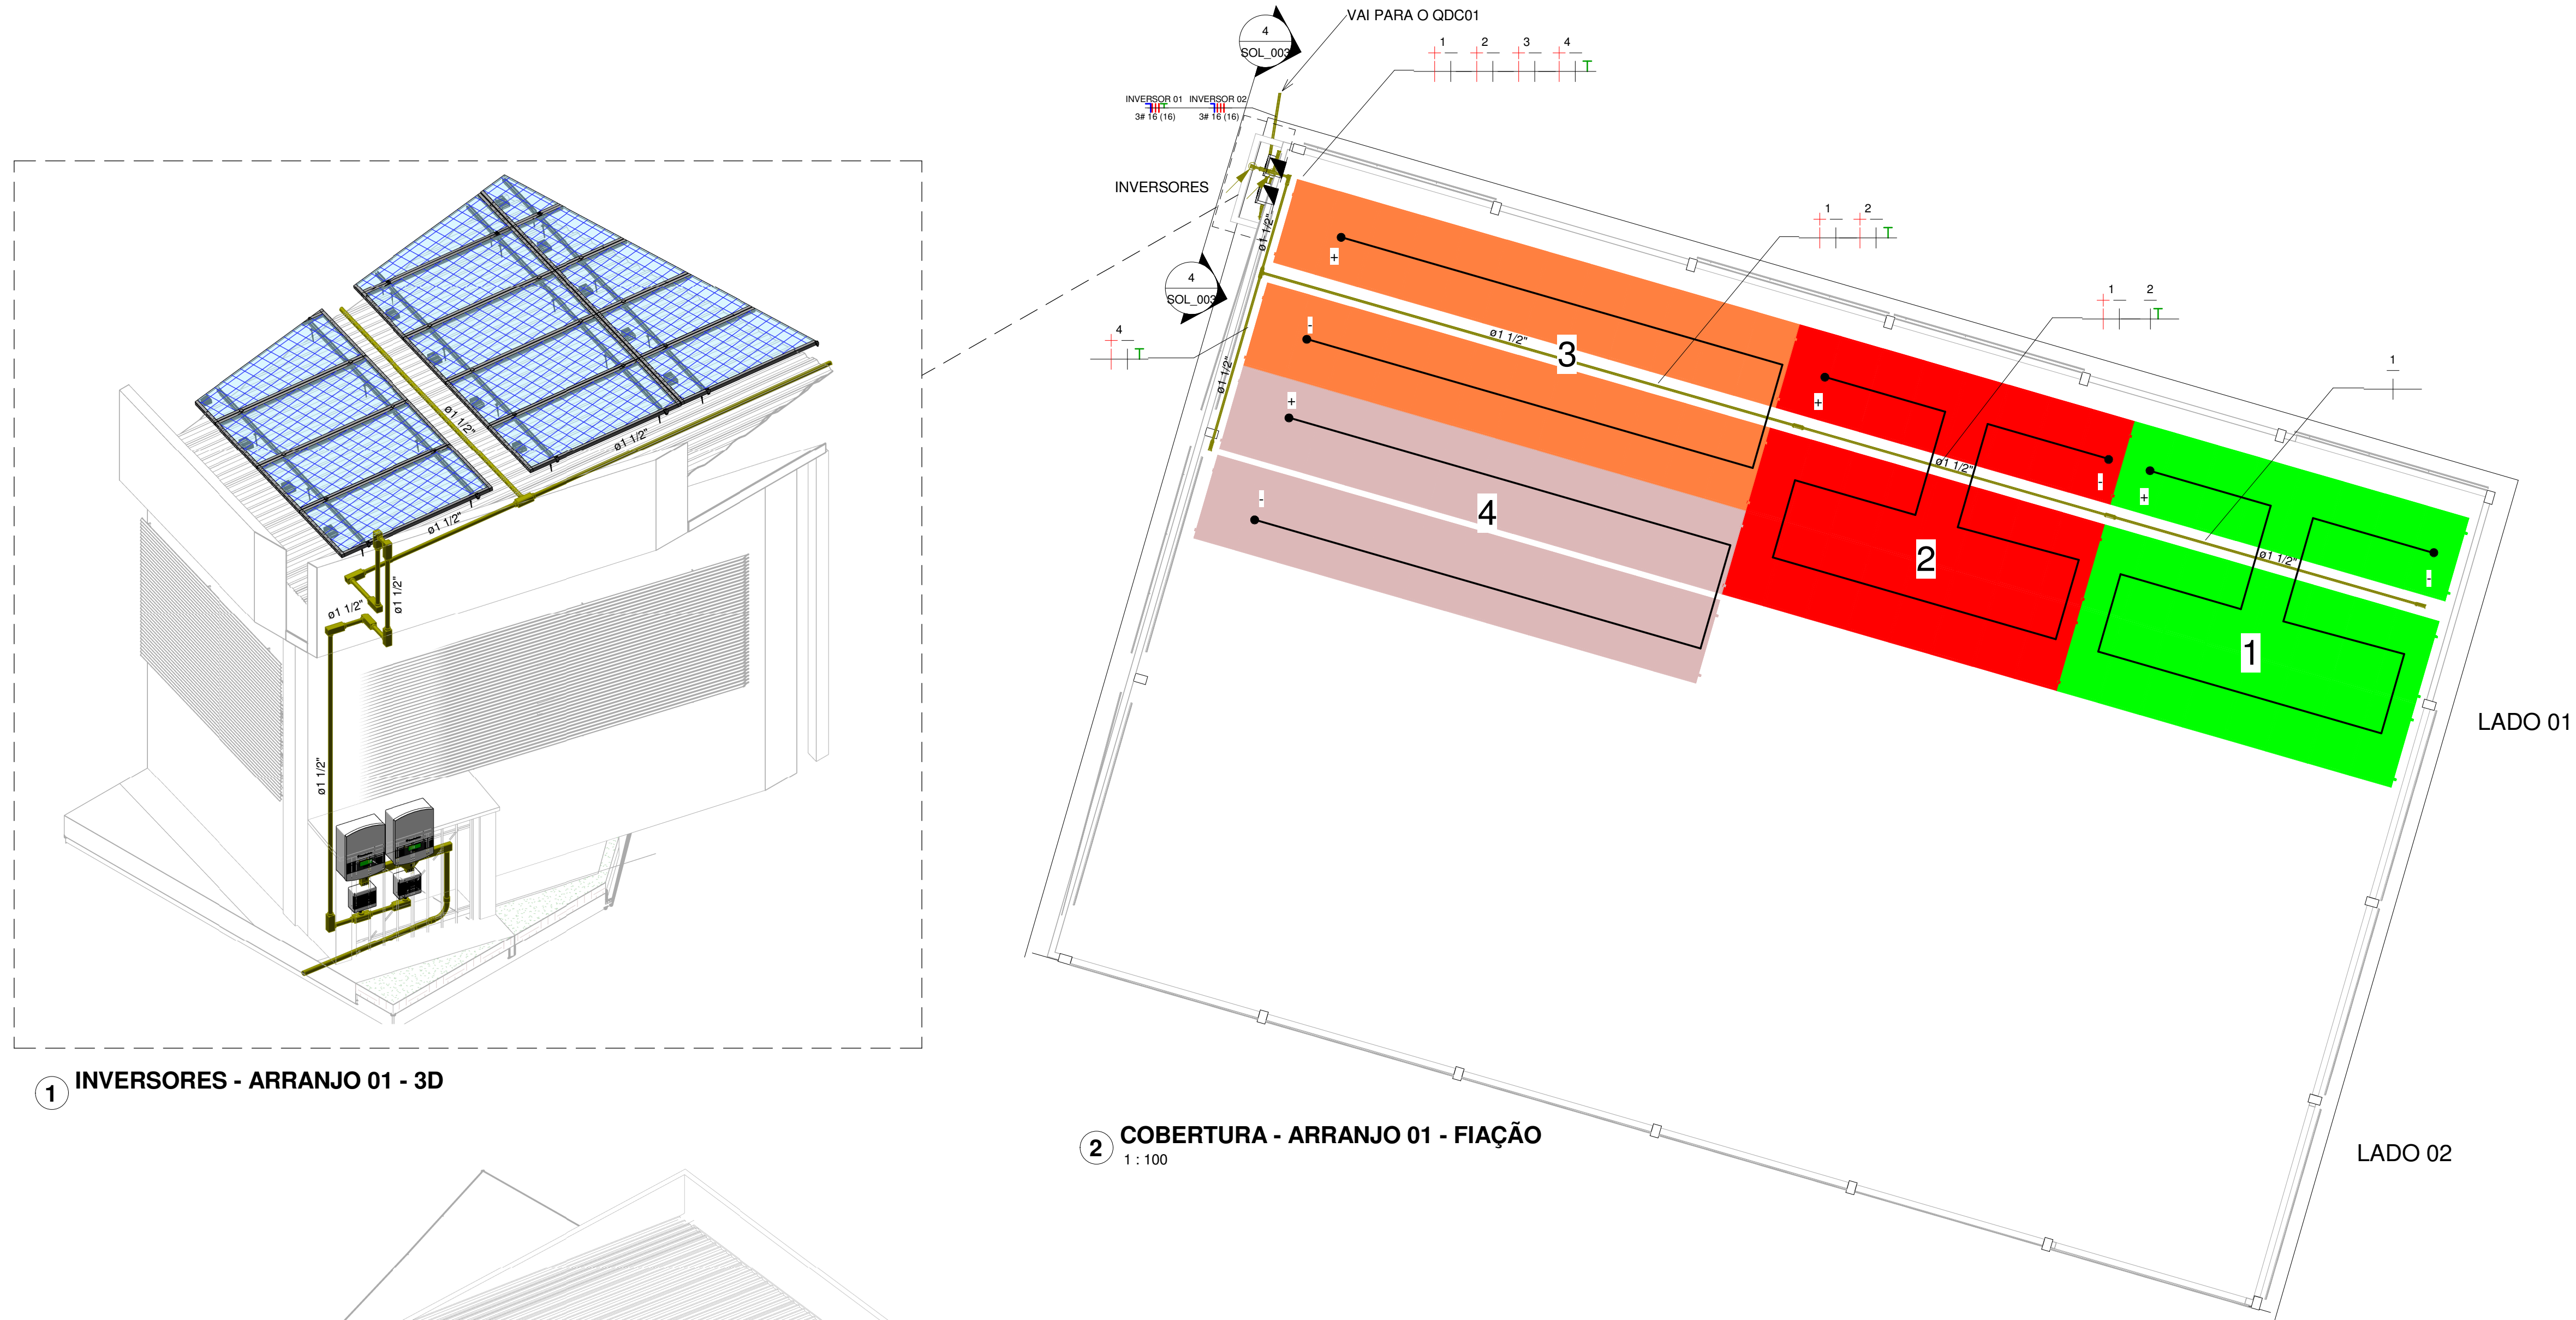 VAI PARA O QDC01
4
SOL_003
1 2 3 4
+ − + − + − + −
T
INVERSOR 01 INVERSOR 02
3# 16 (16) 3# 16 (16)
INVERSORES
ø1 1/2"
4
SOL_003
4
+ −
T
ø1 1/2"
1 2
+ − + −
T
1 2
+ − −
T
1
−
+
-
ø1 1/2"
3
+
-
4
+
-
ø1 1/2"
2
+
-
ø1 1/2"
1
LADO 01
LADO 02
ø1 1/2"
ø1 1/2"
ø1 1/2"
ø1 1/2"
ø1 1/2"
ø1 1/2"
1 INVERSORES - ARRANJO 01 - 3D
2 COBERTURA - ARRANJO 01 - FIAÇÃO
1 : 100